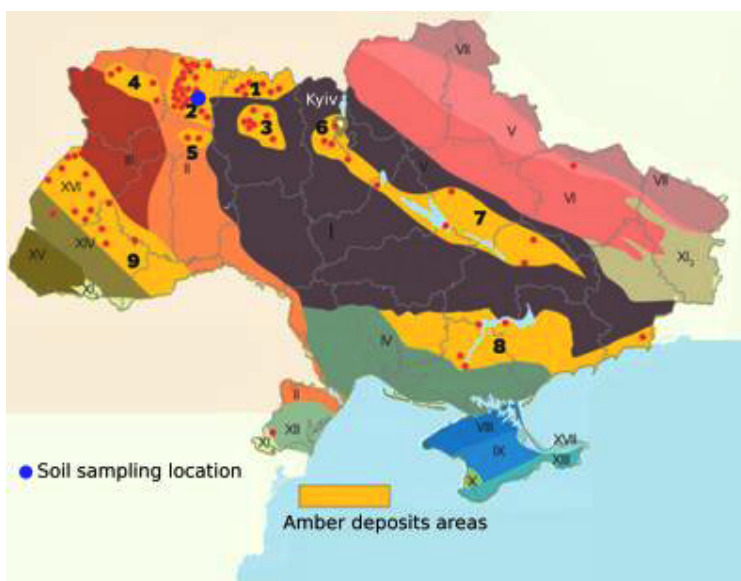 VII
4
1
Kyiv
2
V
3
6
III
5
II
V
VII
XVI
VI
7
I
XIV
XI₂
XV
9
XI
8
IV
II
XII
VIII
XVII
XI
IX
XIII
Soil sampling location
X
Amber deposits areas